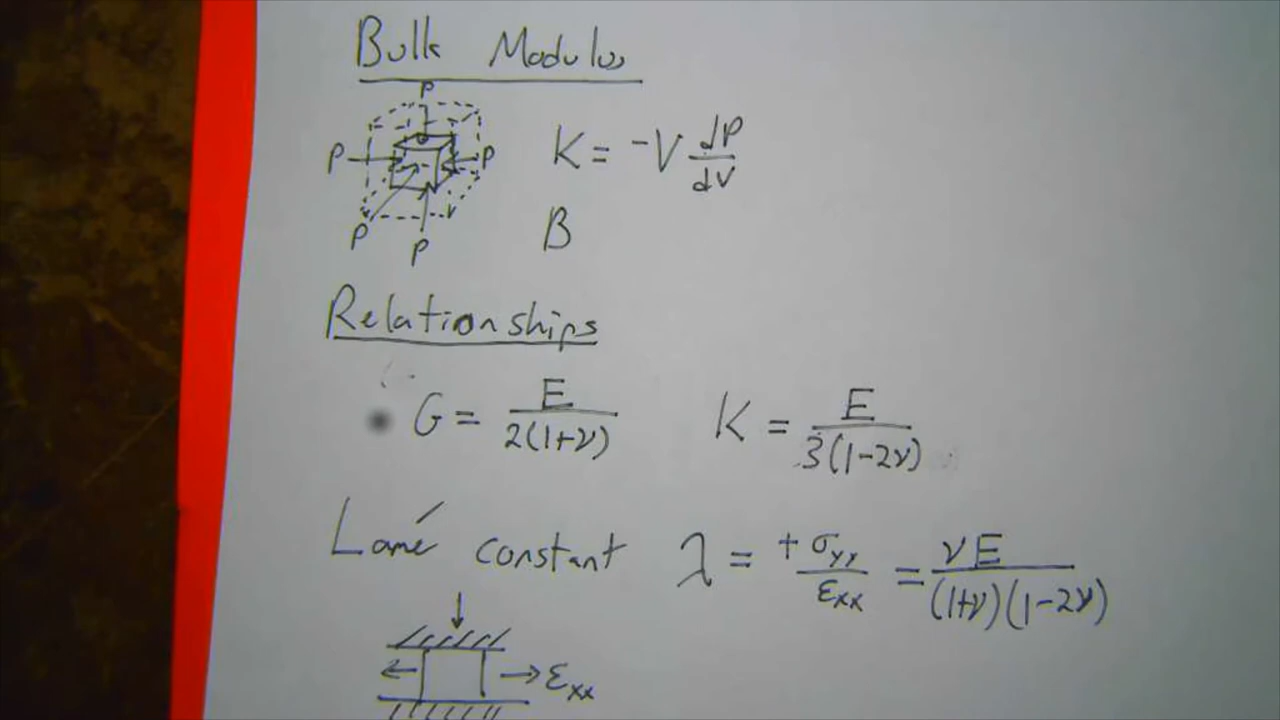 Bulk Modulus
P
P P
K = -V dP/dV
P
P
B
Relationships
G = E/2(1+ν) K = E/3(1-2ν)
Lamé constant λ = +σyy/εxx = νE/(1+ν)(1-2ν)
εxx